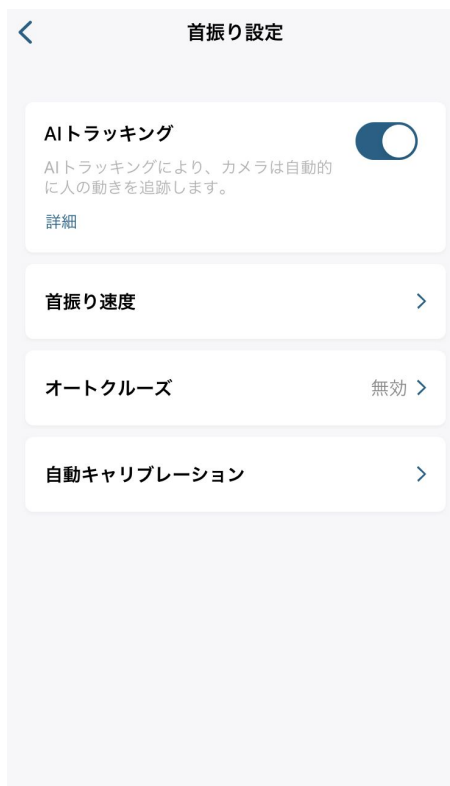 首振り設定
AIトラッキング
AIトラッキングにより、カメラは自動的
に人の動きを追跡します。
詳細
首振り速度
オートクルーズ 無効
自動キャリブレーション